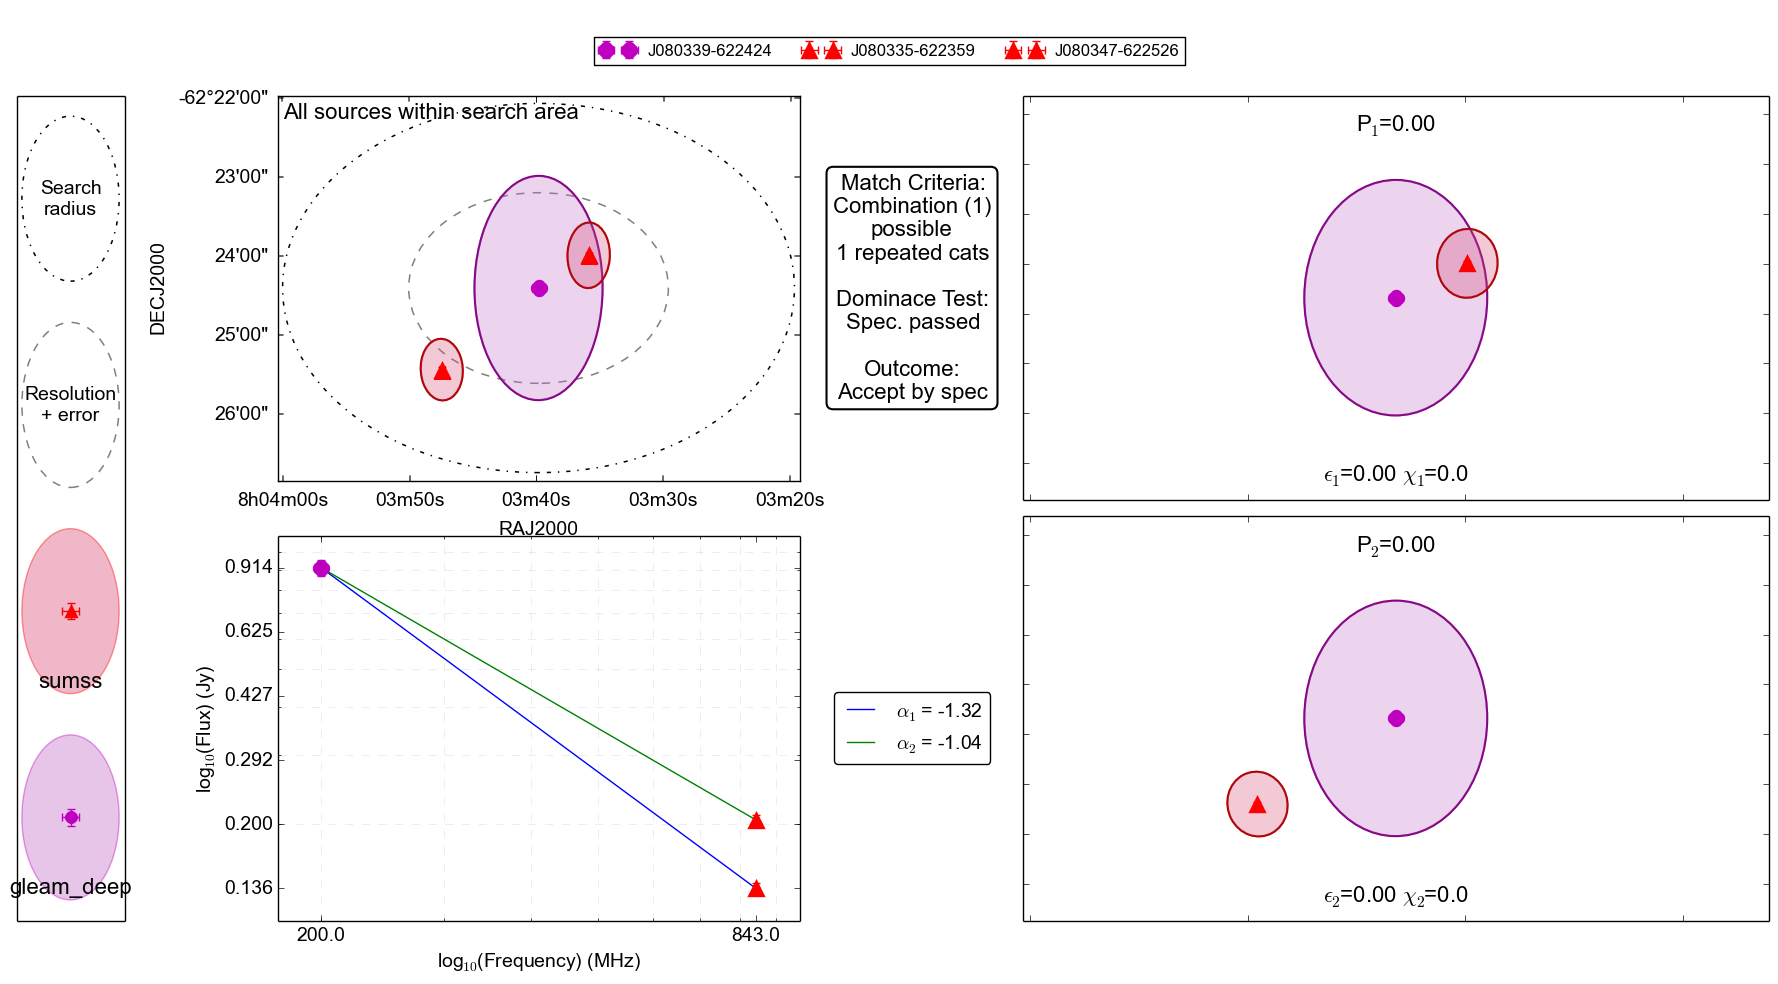 J080339-622424
J080335-622359
J080347-622526
Search
radius
Resolution
+ error
sumss
gleam_deep
All sources within search area
DECJ2000
-62°22'00"
23'00"
24'00"
25'00"
26'00"
8h04m00s
03m50s
03m40s
03m30s
03m20s
RAJ2000
Match Criteria:
Combination (1)
possible
1 repeated cats
Dominace Test:
Spec. passed
Outcome:
Accept by spec
P₁=0.00
ϵ₁=0.00 χ₁=0.0
log₁₀(Flux) (Jy)
0.914
0.625
0.427
0.292
0.200
0.136
200.0
843.0
log₁₀(Frequency) (MHz)
α₁ = -1.32
α₂ = -1.04
P₂=0.00
ϵ₂=0.00 χ₂=0.0